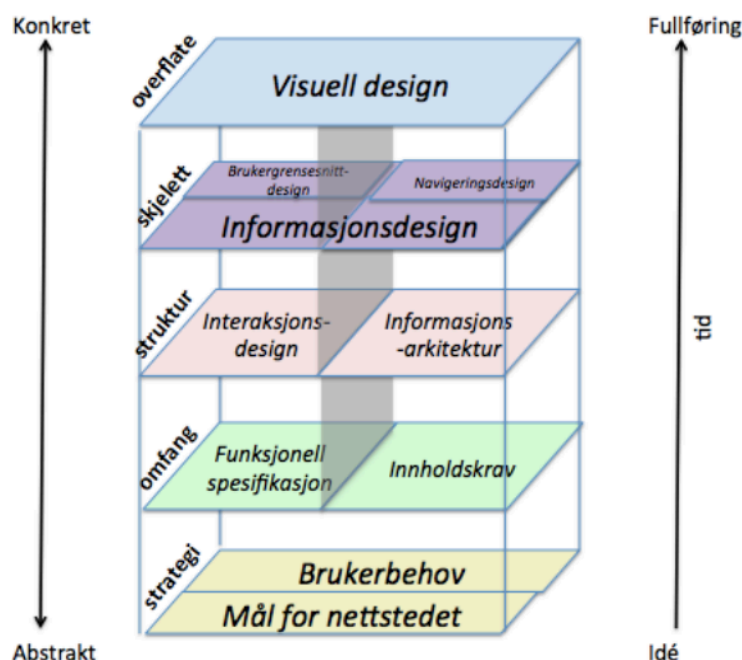 Konkret
Fullføring
overflate
Visuell design
skjelett
Brukergrensesnitt-
design
Navigeringsdesign
Informasjonsdesign
struktur
Interaksjons-
design
Informasjons
-arkitektur
tid
omfang
Funksjonell
spesifikasjon
Innholdskrav
strategi
Brukerbehov
Mål for nettstedet
Abstrakt
Idé